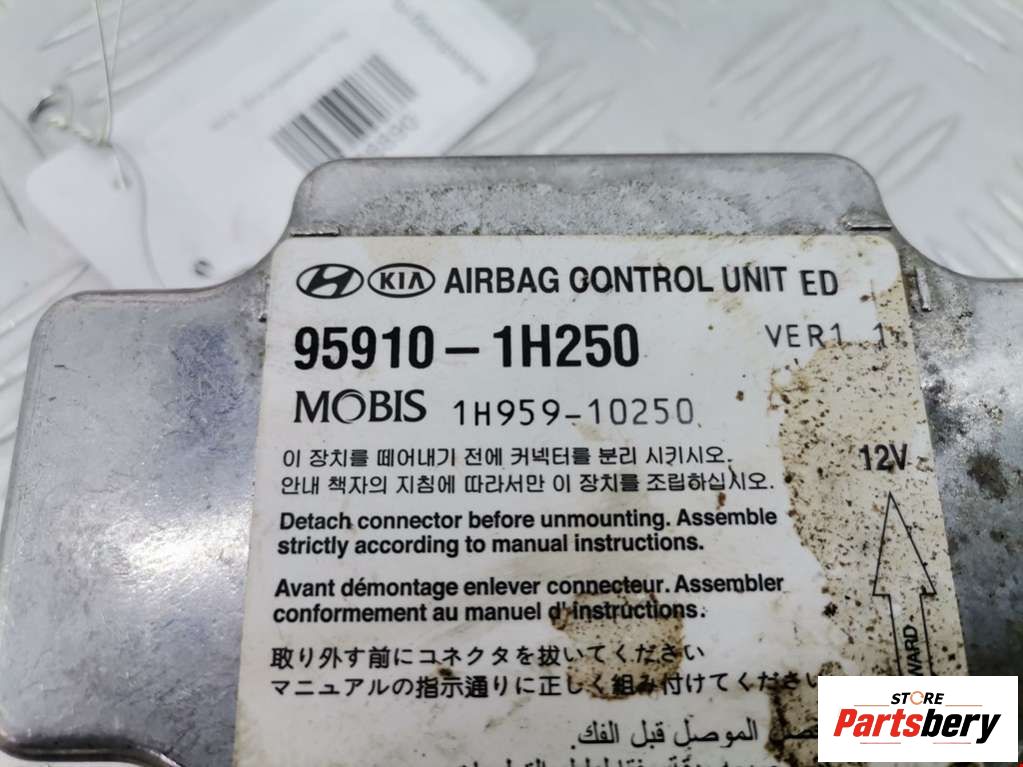 KIA AIRBAG CONTROL UNIT ED
95910-1H250 VER1.1
MOBIS 1H959-10250
이 장치를 떼어내기 전에 커넥터를 분리 시키시오.
안내 책자의 지침에 따라서만 이 장치를 조립하십시오.
12V
Detach connector before unmounting. Assemble
strictly according to manual instructions.
Avant démontage enlever connecteur. Assembler
conformement au manuel d'instructions.
取り外す前にコネクタを抜いてください
マニュアルの指示通りに正しく組み付けてください
الموصل قبل الفك.
STORE
Partsbery